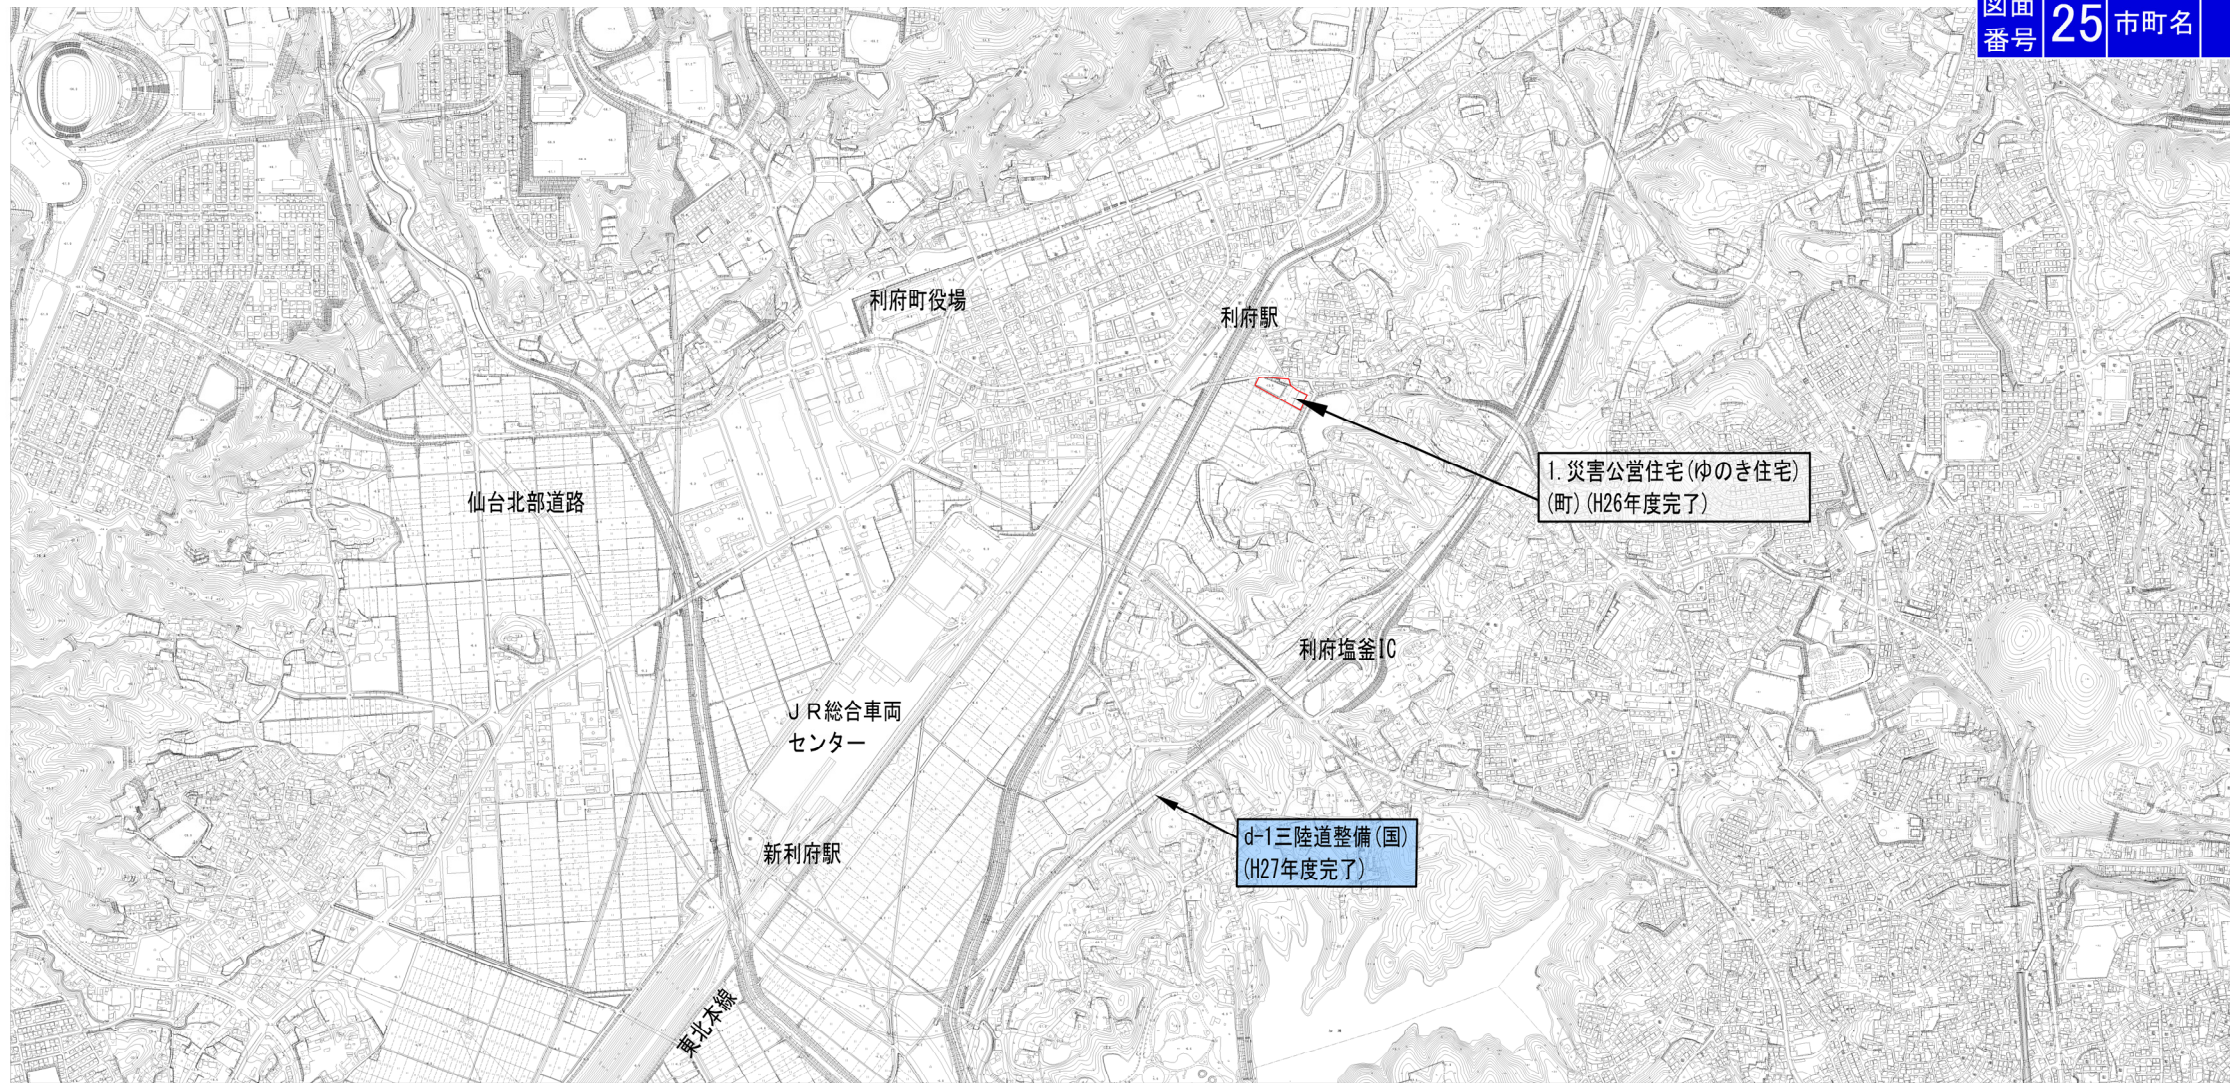 図面
番号
25
市町名
利府町役場
利府駅
1.災害公営住宅(ゆのき住宅)
(町)(H26年度完了)
仙台北部道路
利府塩釜IC
JR総合車両
センター
d-1三陸道整備(国)
(H27年度完了)
新利府駅
東北本線